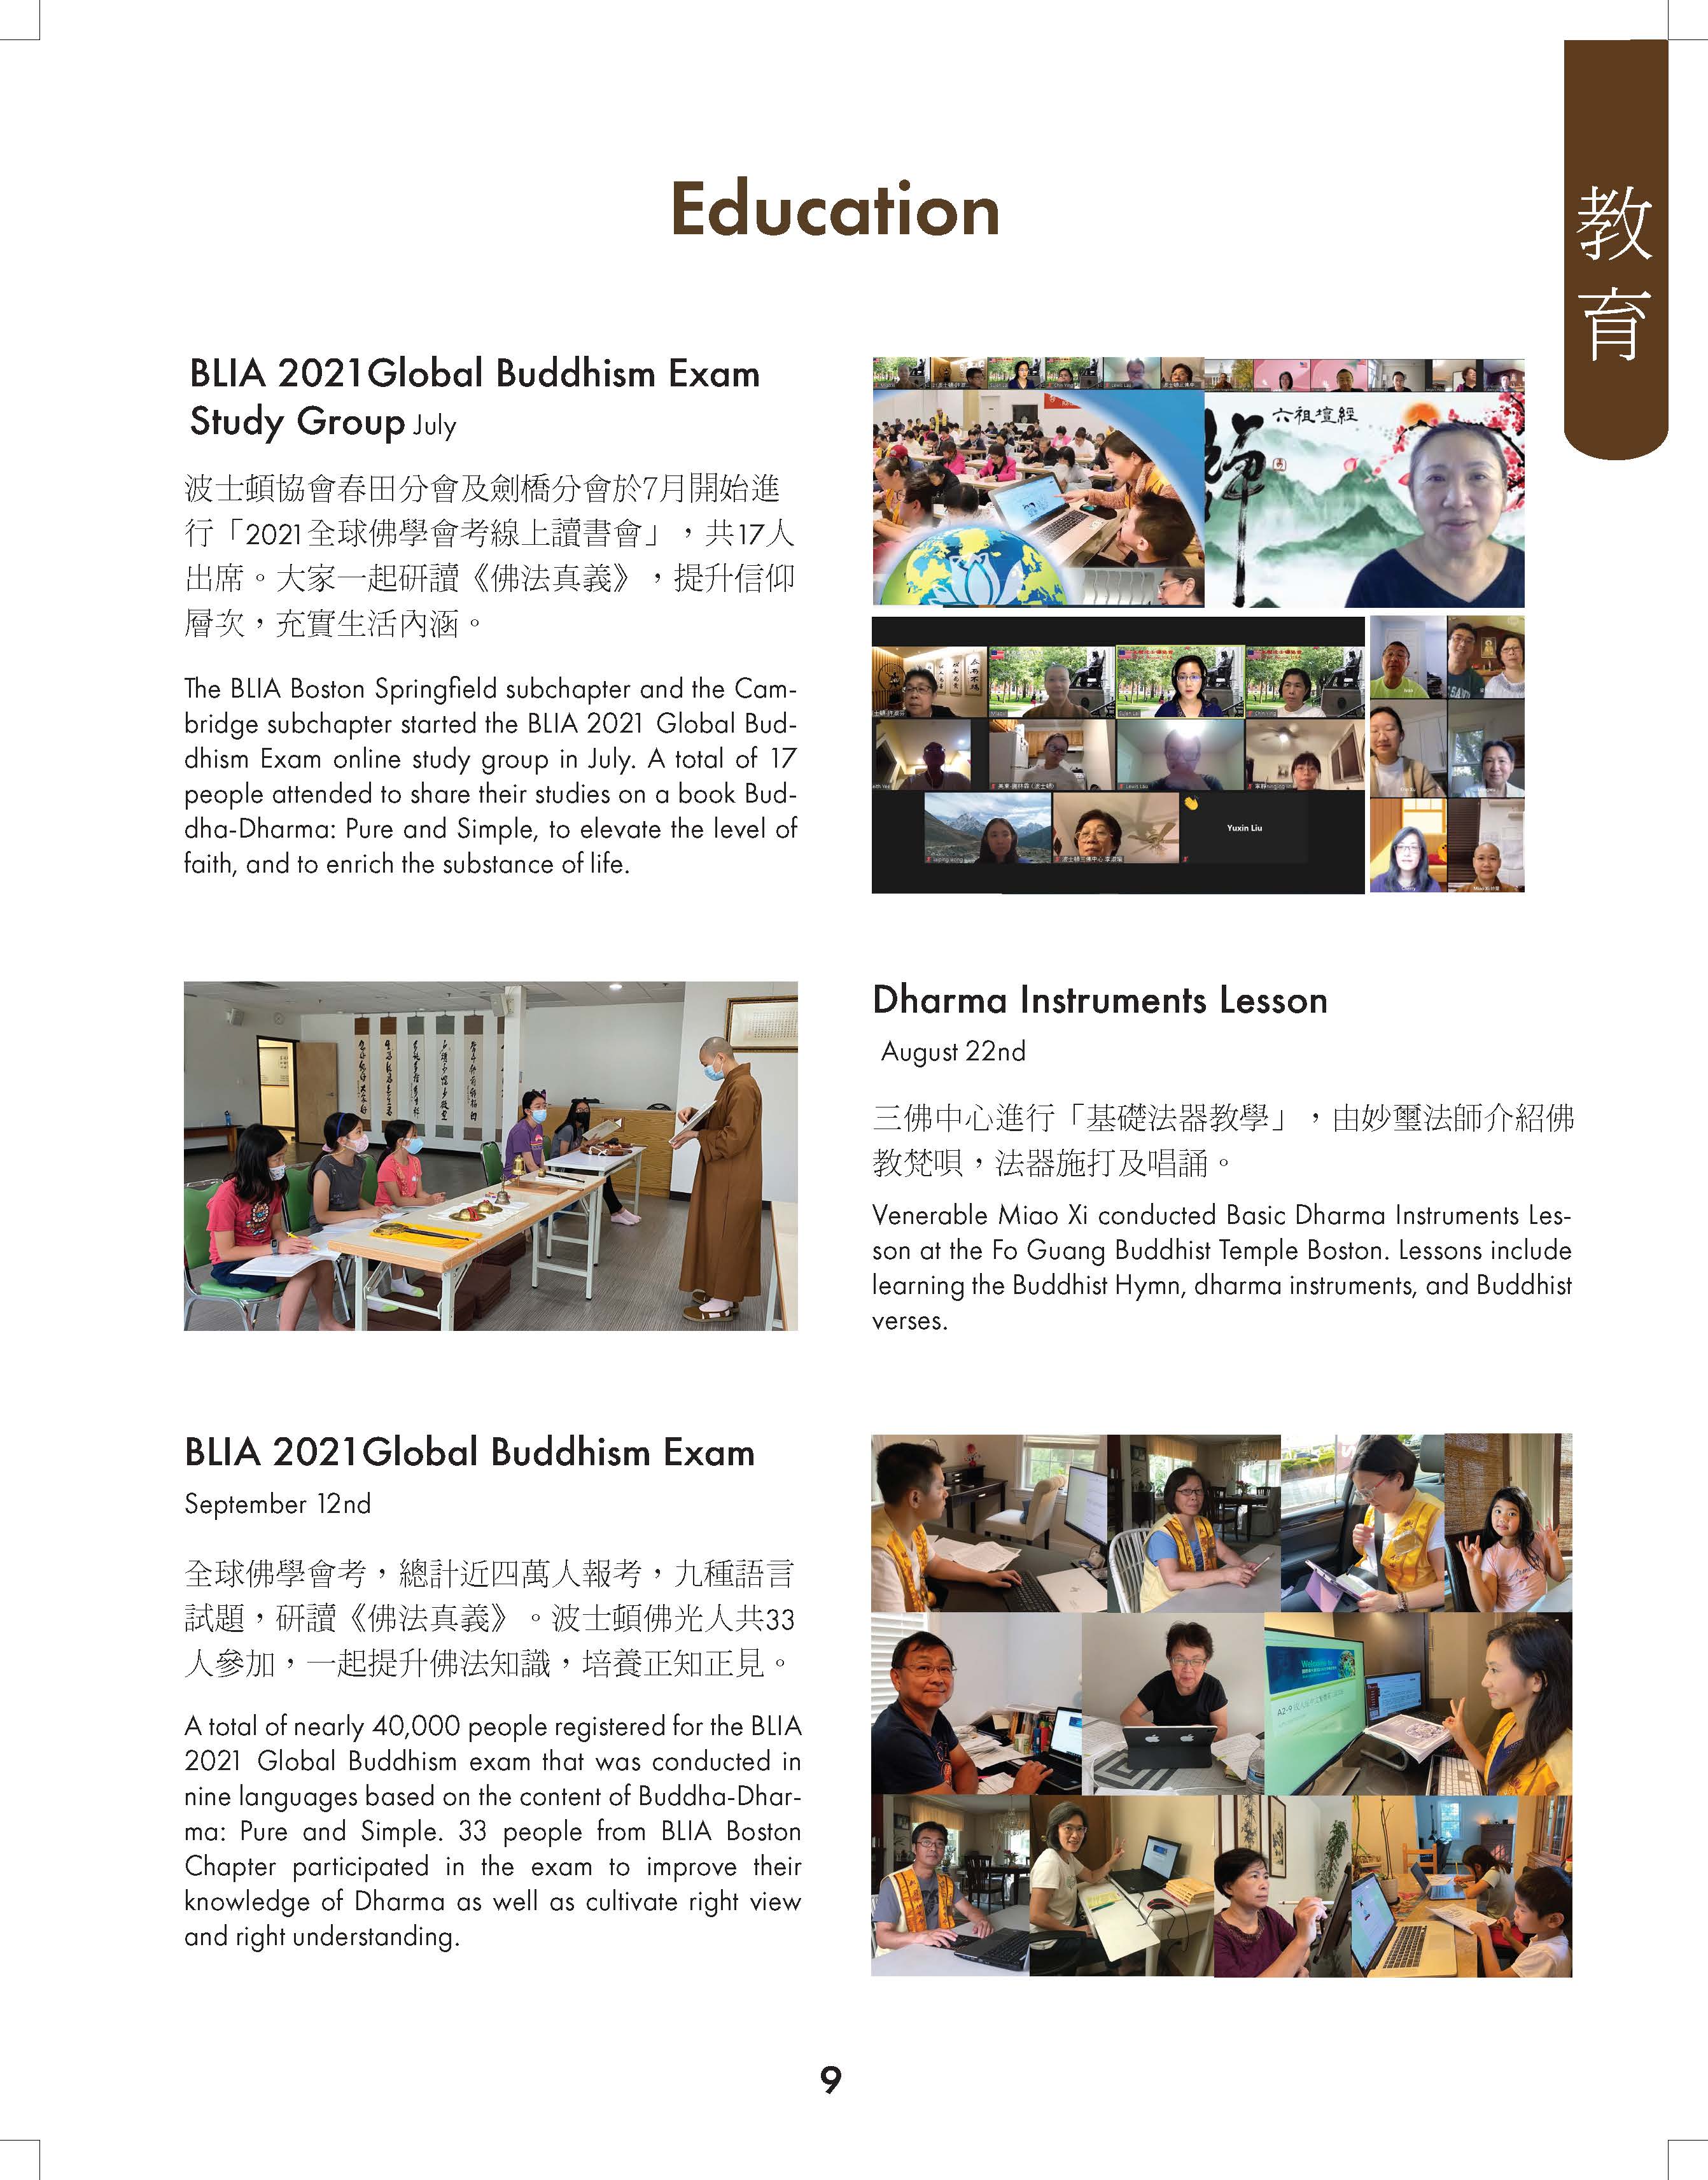 Education
教
育
BLIA 2021Global Buddhism Exam
Study Group July
波士頓協會春田分會及劍橋分會於7月開始進
行「2021全球佛學會考線上讀書會」，共17人
出席。大家一起研讀《佛法真義》，提升信仰
層次，充實生活內涵。
The BLIA Boston Springfield subchapter and the Cam-
bridge subchapter started the BLIA 2021 Global Bud-
dhism Exam online study group in July. A total of 17
people attended to share their studies on a book Bud-
dha-Dharma: Pure and Simple, to elevate the level of
faith, and to enrich the substance of life.
六祖壇經
Yuxin Liu
Dharma Instruments Lesson
August 22nd
三佛中心進行「基礎法器教學」，由妙璽法師介紹佛
教梵唄，法器施打及唱誦。
Venerable Miao Xi conducted Basic Dharma Instruments Les-
son at the Fo Guang Buddhist Temple Boston. Lessons include
learning the Buddhist Hymn, dharma instruments, and Buddhist
verses.
BLIA 2021Global Buddhism Exam
September 12nd
全球佛學會考，總計近四萬人報考，九種語言
試題，研讀《佛法真義》。波士頓佛光人共33
人參加，一起提升佛法知識，培養正知正見。
A total of nearly 40,000 people registered for the BLIA
2021 Global Buddhism exam that was conducted in
nine languages based on the content of Buddha-Dhar-
ma: Pure and Simple. 33 people from BLIA Boston
Chapter participated in the exam to improve their
knowledge of Dharma as well as cultivate right view
and right understanding.
Welcome to
9